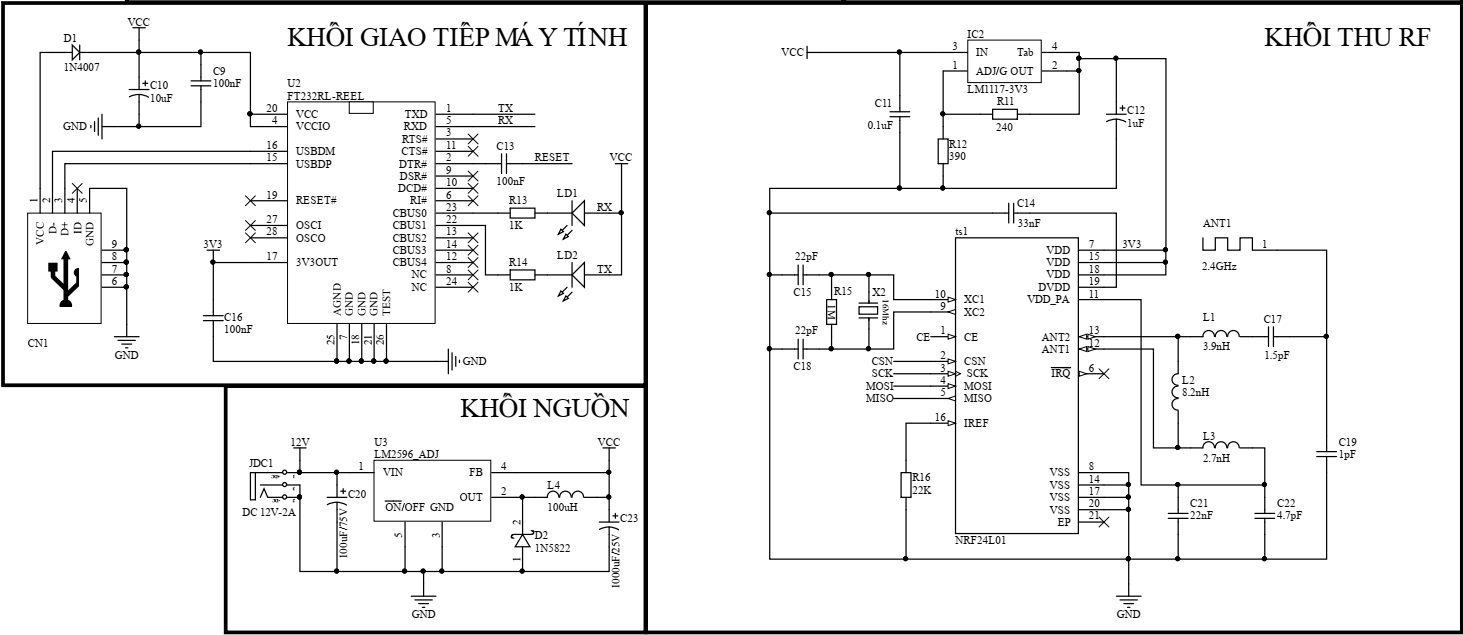 KHỐI GIAO TIẾP MÁY TÍNH
VCC
D1
1N4007
C10
10uF
C9
100nF
GND
U2
FT232RL-REEL
20 VCC
4 VCCIO
16 USBDM
15 USBDP
19 RESET#
27 OSCI
28 OSCO
17 3V3OUT
TXD 1 TX
RXD 5 RX
RTS# 3
CTS# 11
DTR# 2
DSR# 9
DCD# 10
RI# 6
CBUS0 23
CBUS1 22
CBUS2 13
CBUS3 14
CBUS4 12
NC 8
NC 24
AGND GND GND GND TEST
25 7 18 21 26
C13
100nF
RESET
VCC
R13
1K
LD1
RX
R14
1K
LD2
TX
3V3
C16
100nF
GND
1 2 3 4 5
VCC D- D+ ID GND
9
8
7
6
CN1
GND
KHỐI NGUỒN
12V
JDC1
DC 12V-2A
C20
100uF/75V
U3
LM2596_ADJ
1 VIN
FB 4
OUT 2
ON/OFF GND
5 3
L4
100uH
VCC
2
D2
1N5822
1
C23
1000uF/25V
GND
KHỐI THU RF
VCC
IC2
3 IN Tab 4
1 ADJ/G OUT 2
LM1117-3V3
R11
240
C11
0.1uF
R12
390
C12
1uF
C14
33nF
ts1
VDD 7 3V3
VDD 15
VDD 18
DVDD 19
VDD_PA 11
ANT2 13
ANT1 12
IRQ 6
VSS 8
VSS 14
VSS 17
VSS 20
EP 21
10 XC1
9 XC2
CE 1 CE
CSN 2 CSN
SCK 3 SCK
MOSI 4 MOSI
MISO 5 MISO
16 IREF
NRF24L01
22pF
C15
R15
1M
X2
16Mhz
22pF
C18
R16
22K
ANT1
1
2.4GHz
L1
3.9nH
C17
1.5pF
L2
8.2nH
L3
2.7nH
C19
1pF
C21
22nF
C22
4.7pF
GND